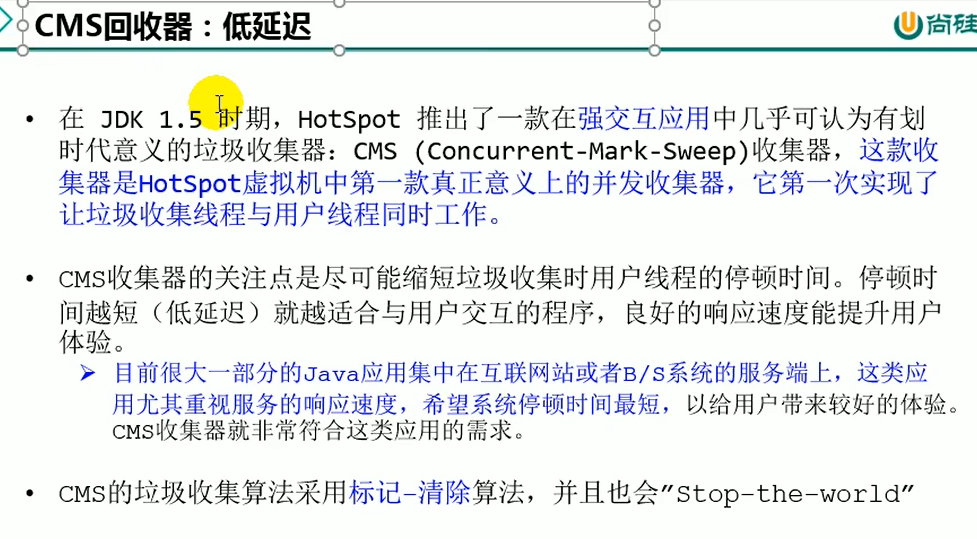 CMS回收器：低延迟
尚硅
• 在 JDK 1.5 时期，HotSpot 推出了一款在强交互应用中几乎可认为有划
时代意义的垃圾收集器：CMS (Concurrent-Mark-Sweep)收集器，这款收
集器是HotSpot虚拟机中第一款真正意义上的并发收集器，它第一次实现了
让垃圾收集线程与用户线程同时工作。
• CMS收集器的关注点是尽可能缩短垃圾收集时用户线程的停顿时间。停顿时
间越短（低延迟）就越适合与用户交互的程序，良好的响应速度能提升用户
体验。
➢ 目前很大一部分的Java应用集中在互联网站或者B/S系统的服务端上，这类应
用尤其重视服务的响应速度，希望系统停顿时间最短，以给用户带来较好的体验。
CMS收集器就非常符合这类应用的需求。
• CMS的垃圾收集算法采用标记-清除算法，并且也会”Stop-the-world”